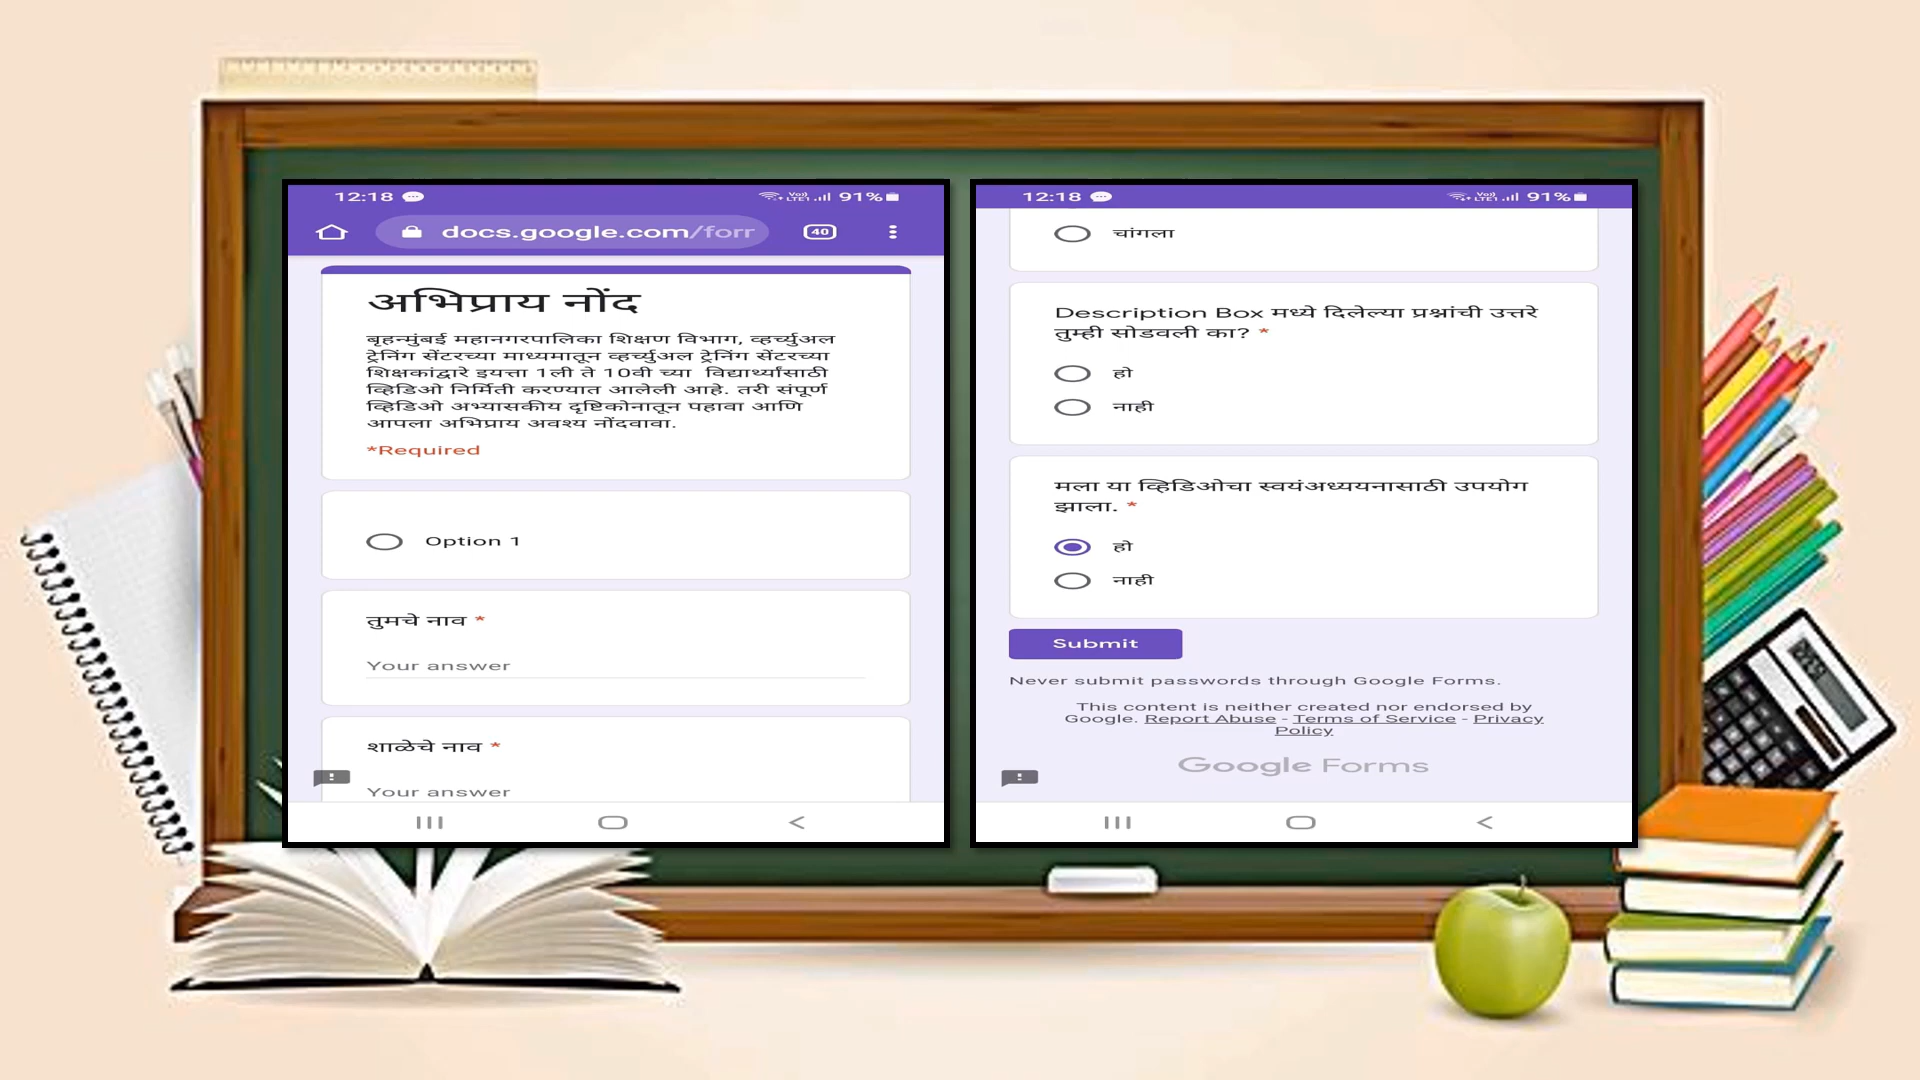 12:18
Vo)) LTE1 91%
docs.google.com/forr
40
अभिप्राय नोंद
बृहन्मुंबई महानगरपालिका शिक्षण विभाग, व्हर्च्युअल
ट्रेनिंग सेंटरच्या माध्यमातून व्हर्च्युअल ट्रेनिंग सेंटरच्या
शिक्षकांद्वारे इयत्ता 1ली ते 10वी च्या विद्यार्थ्यांसाठी
व्हिडिओ निर्मिती करण्यात आलेली आहे. तरी संपूर्ण
व्हिडिओ अभ्यासकीय दृष्टिकोनातून पहावा आणि
आपला अभिप्राय अवश्य नोंदवावा.
*Required
Option 1
तुमचे नाव *
Your answer
शाळेचे नाव *
Your answer
12:18
Vo)) LTE1 91%
चांगला
Description Box मध्ये दिलेल्या प्रश्नांची उत्तरे
तुम्ही सोडवली का? *
हो
नाही
मला या व्हिडिओचा स्वयंअध्ययनासाठी उपयोग
झाला. *
हो
नाही
Submit
Never submit passwords through Google Forms.
This content is neither created nor endorsed by
Google. Report Abuse - Terms of Service - Privacy
Policy
Google Forms